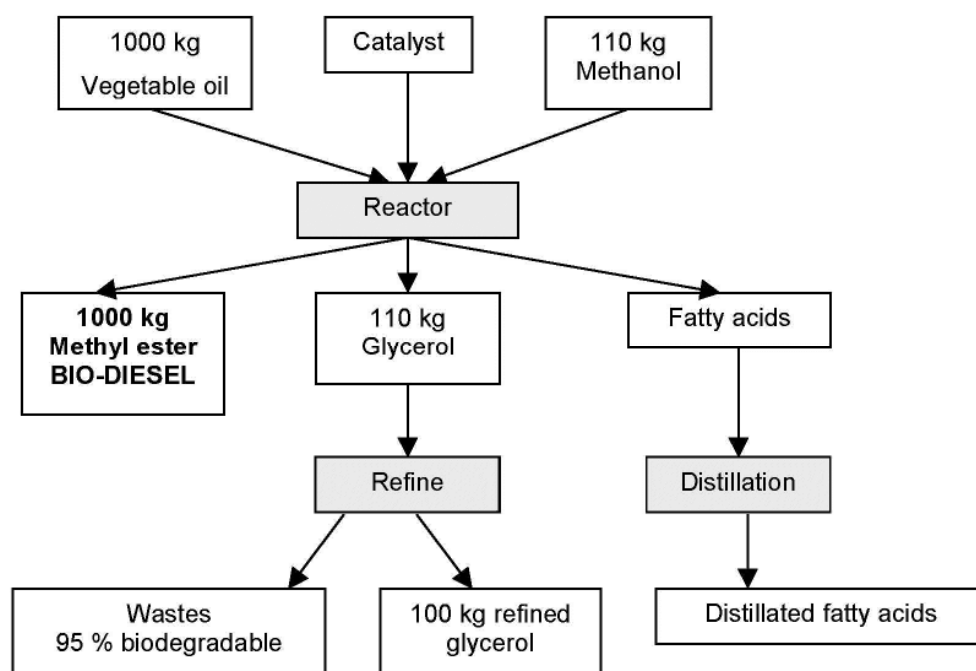 1000 kg
Vegetable oil
Catalyst
110 kg
Methanol
Reactor
1000 kg
Methyl ester
BIO-DIESEL
110 kg
Glycerol
Fatty acids
Refine
Distillation
Wastes
95 % biodegradable
100 kg refined
glycerol
Distillated fatty acids